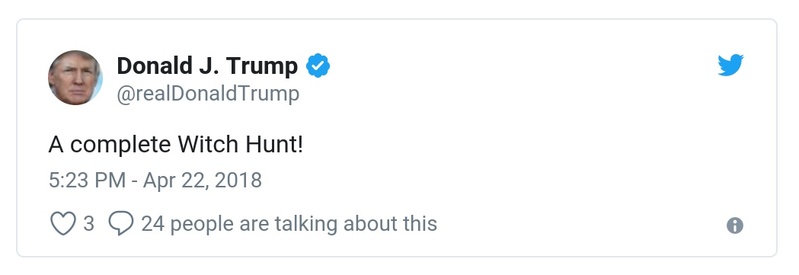 Donald J. Trump
@realDonaldTrump
A complete Witch Hunt!
5:23 PM - Apr 22, 2018
3 24 people are talking about this